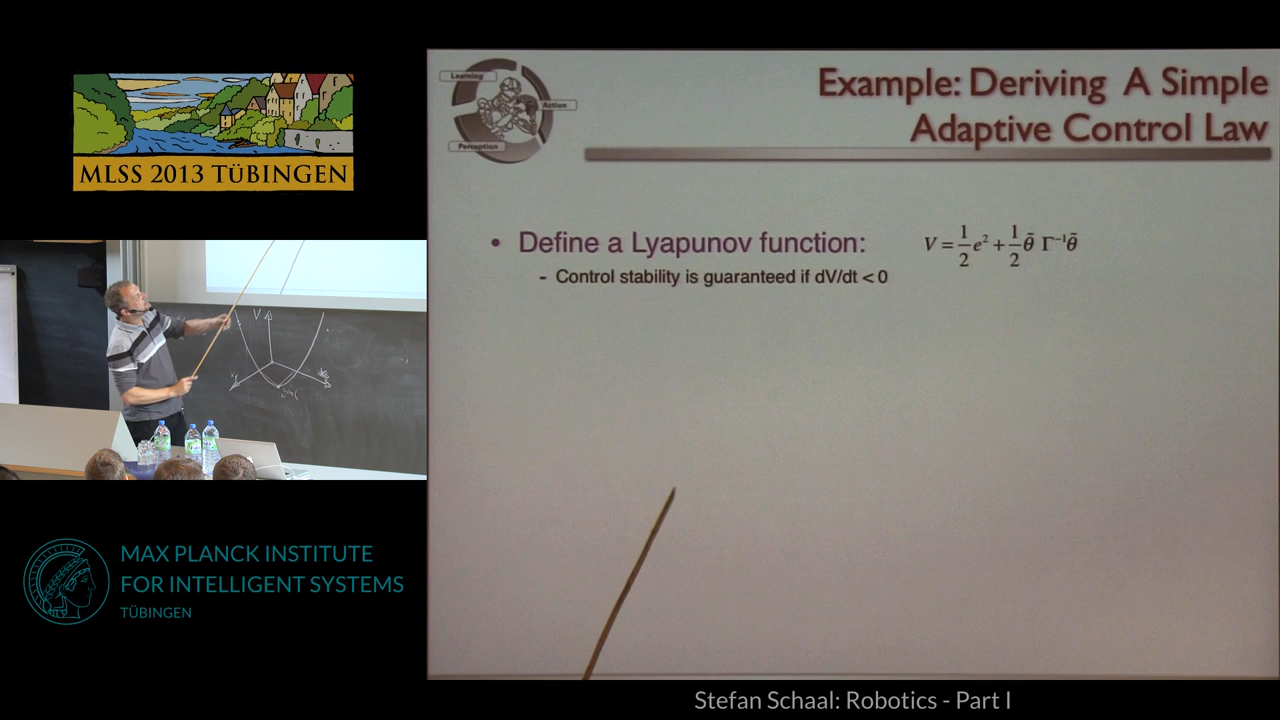 MLSS 2013 TÜBINGEN
V
MAX PLANCK INSTITUTE
FOR INTELLIGENT SYSTEMS
TÜBINGEN
Learning
Action
Perception
Example: Deriving A Simple
Adaptive Control Law
• Define a Lyapunov function: V = 1/2 e² + 1/2 θ̃ Γ⁻¹ θ̃
- Control stability is guaranteed if dV/dt < 0
Stefan Schaal: Robotics - Part I